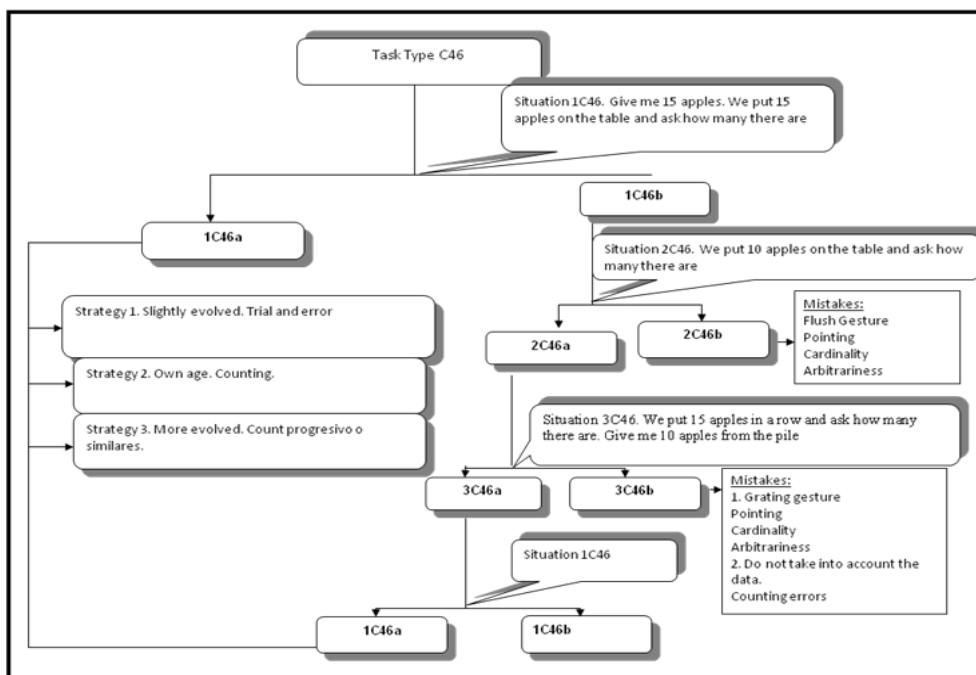 Task Type C46
Situation 1C46. Give me 15 apples. We put 15
apples on the table and ask how many there are
1C46b
1C46a
Situation 2C46. We put 10 apples on the table and ask how
many there are
Strategy 1. Slightly evolved. Trial and error
Mistakes:
Flush Gesture
Pointing
Cardinality
Arbitrariness
2C46a
2C46b
Strategy 2. Own age. Counting.
Strategy 3. More evolved. Count progresivo o
similares.
Situation 3C46. We put 15 apples in a row and ask how many
there are. Give me 10 apples from the pile
3C46a
3C46b
Mistakes:
1. Grating gesture
Pointing
Cardinality
Arbitrariness
2. Do not take into account the
data.
Counting errors
Situation 1C46
1C46a
1C46b